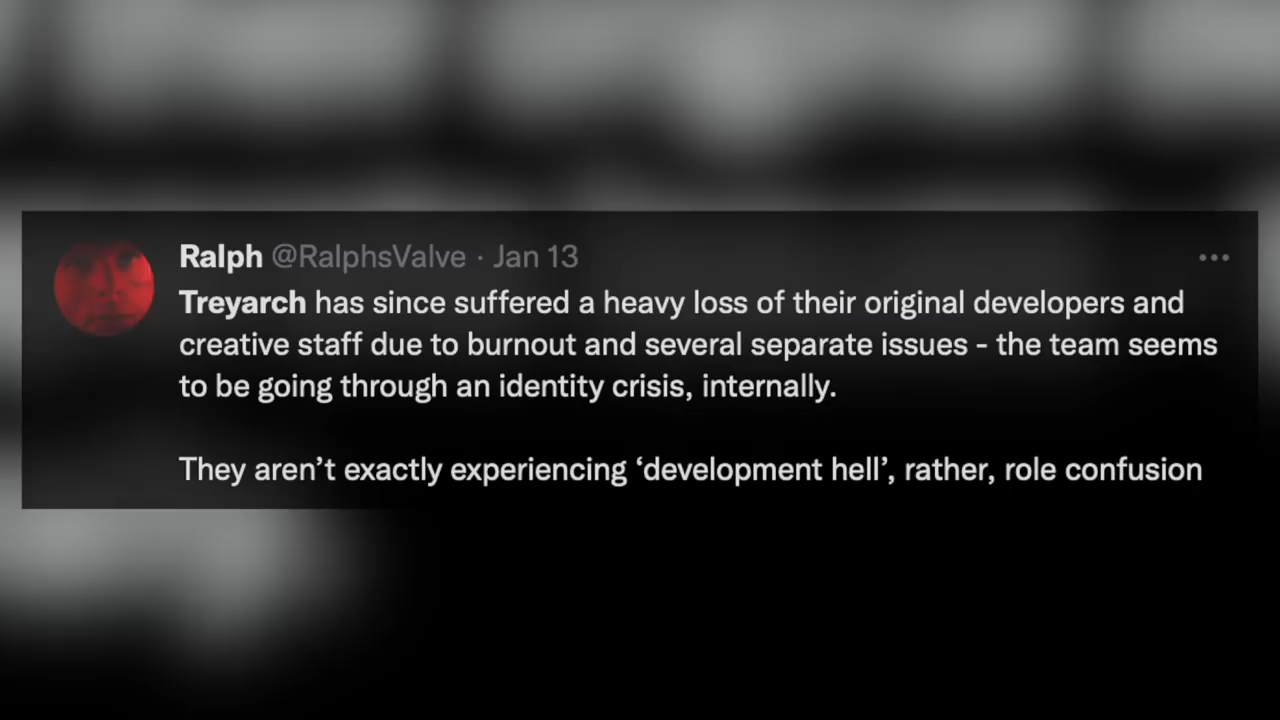 Ralph @RalphsValve · Jan 13
Treyarch has since suffered a heavy loss of their original developers and
creative staff due to burnout and several separate issues - the team seems
to be going through an identity crisis, internally.
They aren’t exactly experiencing ‘development hell’, rather, role confusion